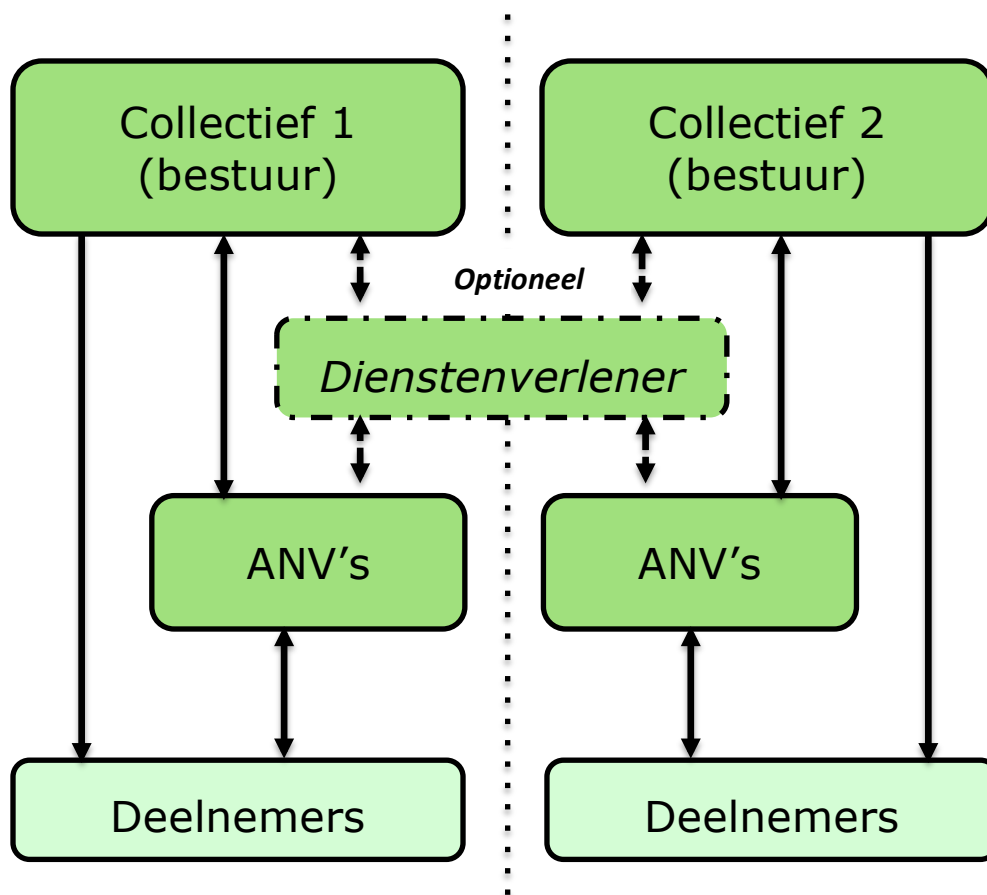 Collectief 1
(bestuur)
Collectief 2
(bestuur)
Optioneel
Dienstenverlener
ANV’s
ANV’s
Deelnemers
Deelnemers